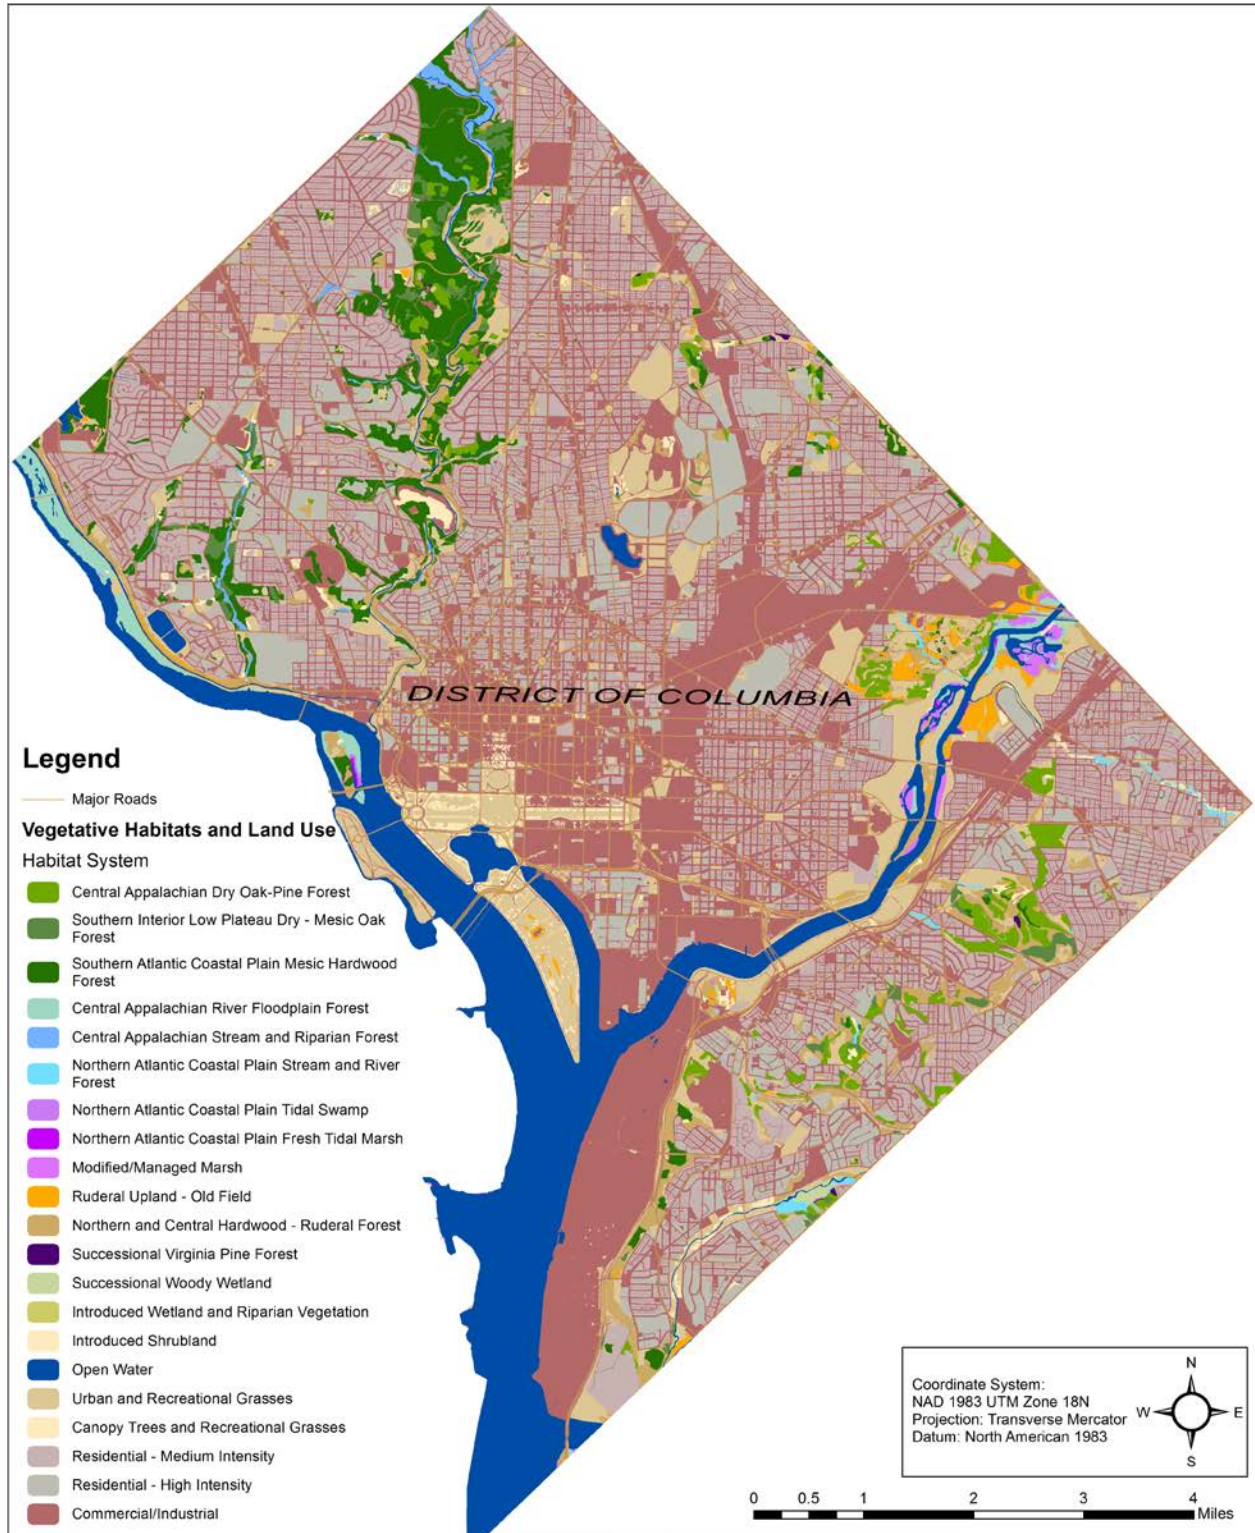 DISTRICT OF COLUMBIA
Legend
Major Roads
Vegetative Habitats and Land Use
Habitat System
Central Appalachian Dry Oak-Pine Forest
Southern Interior Low Plateau Dry - Mesic Oak
Forest
Southern Atlantic Coastal Plain Mesic Hardwood
Forest
Central Appalachian River Floodplain Forest
Central Appalachian Stream and Riparian Forest
Northern Atlantic Coastal Plain Stream and River
Forest
Northern Atlantic Coastal Plain Tidal Swamp
Northern Atlantic Coastal Plain Fresh Tidal Marsh
Modified/Managed Marsh
Ruderal Upland - Old Field
Northern and Central Hardwood - Ruderal Forest
Successional Virginia Pine Forest
Successional Woody Wetland
Introduced Wetland and Riparian Vegetation
Introduced Shrubland
Open Water
Urban and Recreational Grasses
Canopy Trees and Recreational Grasses
Residential - Medium Intensity
Residential - High Intensity
Commercial/Industrial
Coordinate System:
NAD 1983 UTM Zone 18N
Projection: Transverse Mercator
Datum: North American 1983
N
W E
S
0 0.5 1 2 3 4
Miles